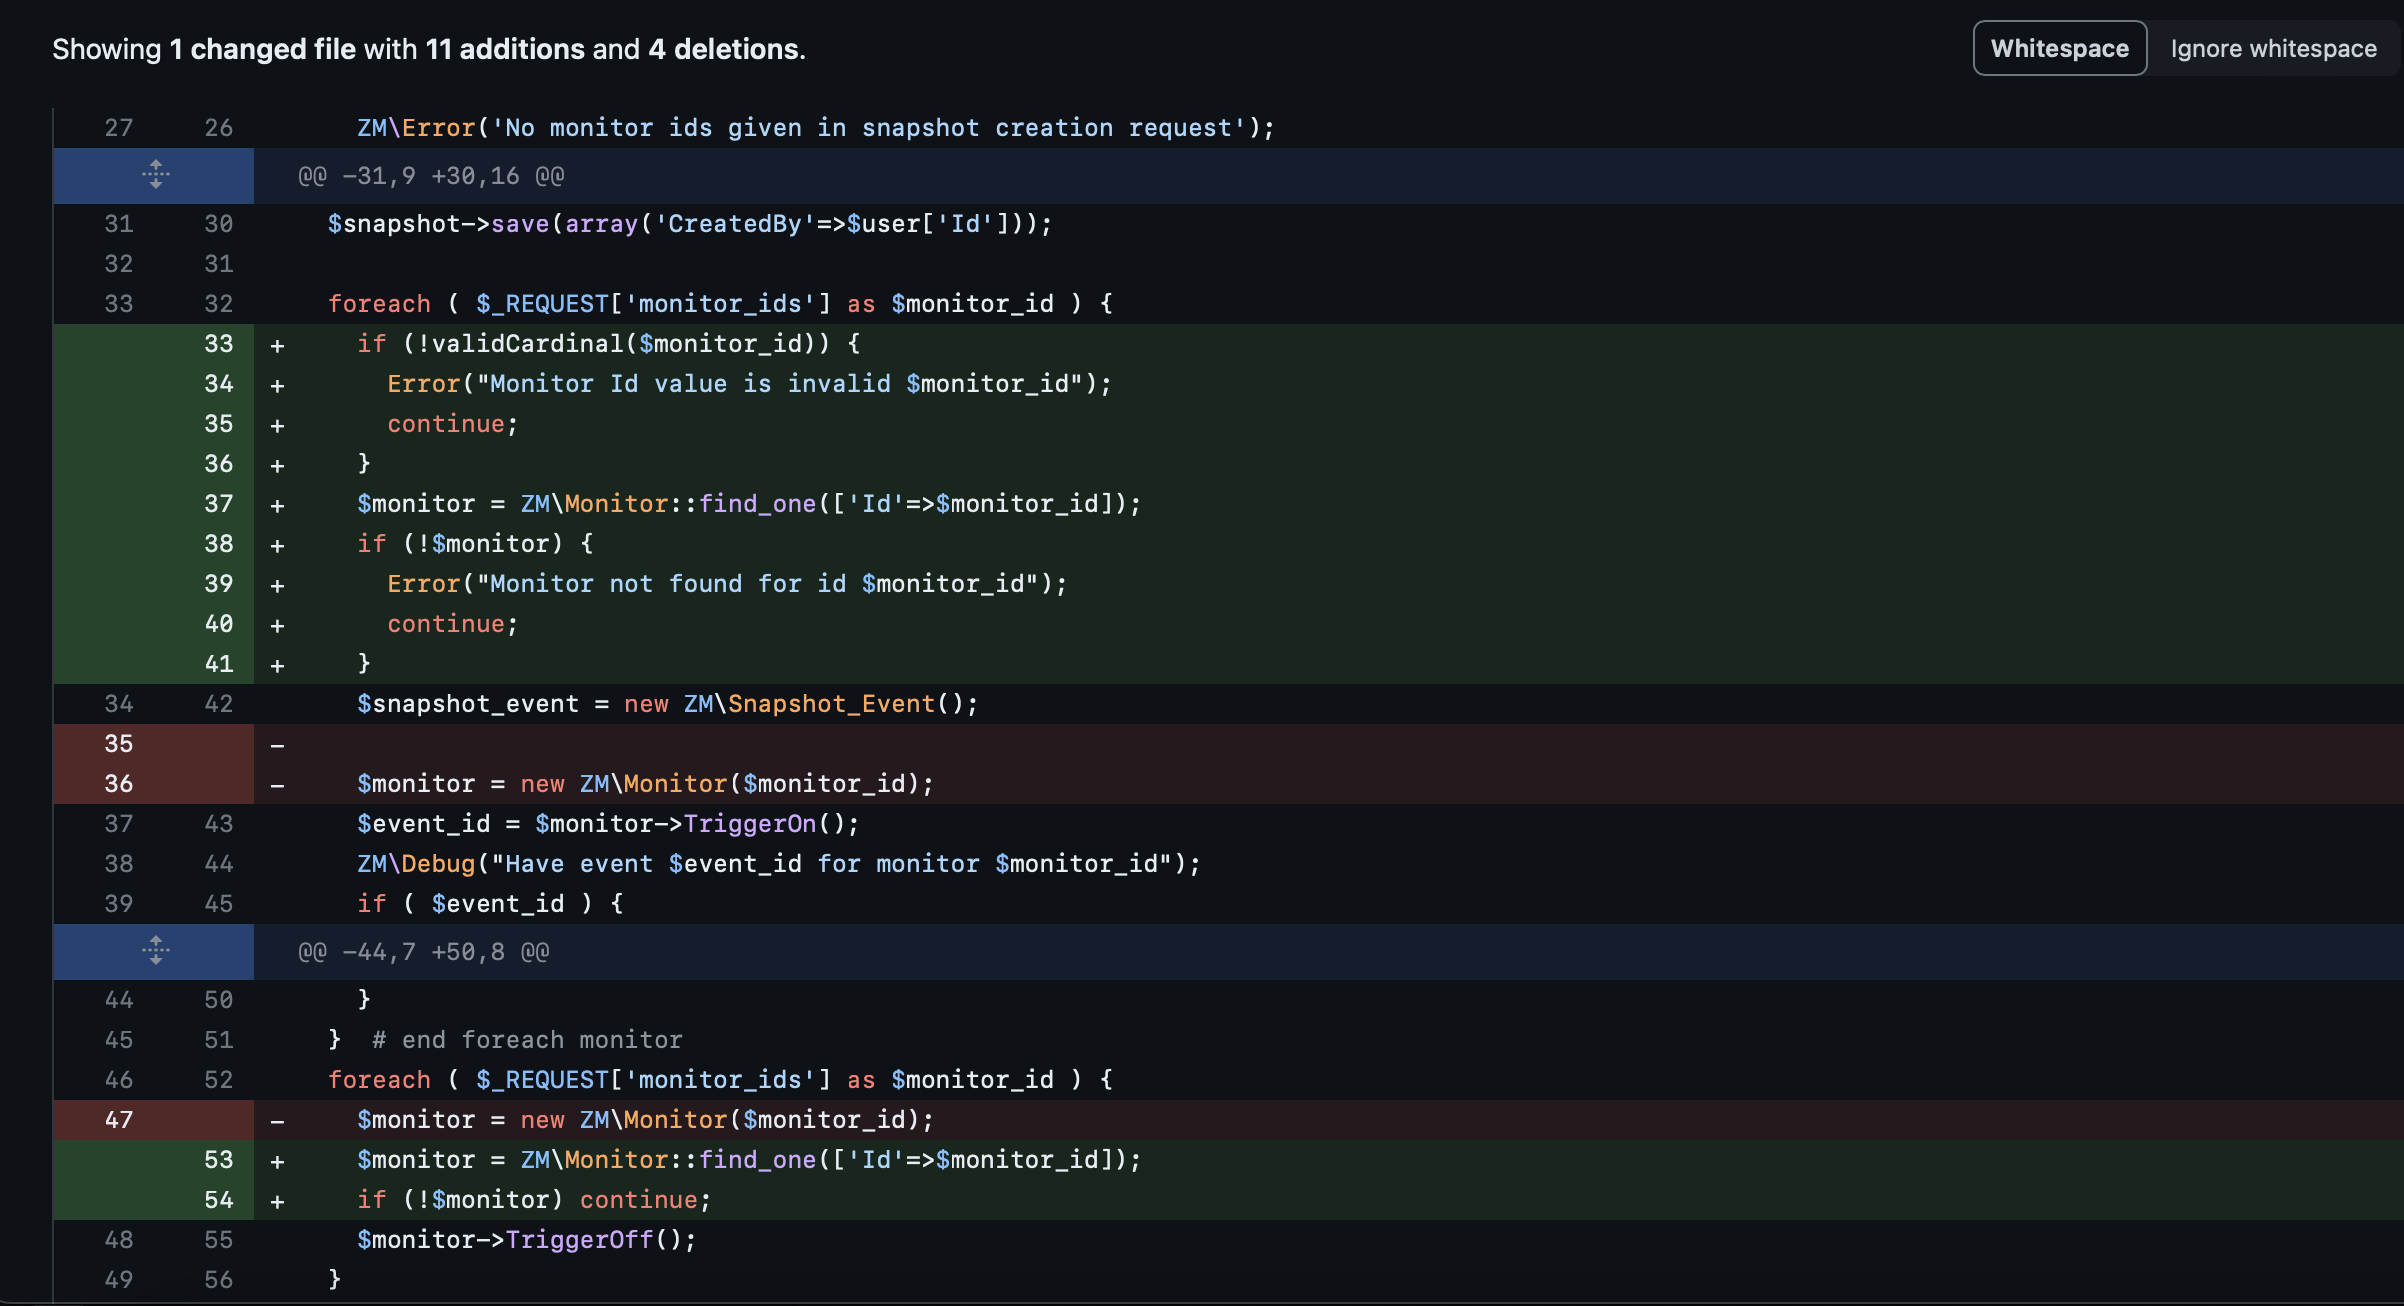 Showing 1 changed file with 11 additions and 4 deletions.
Whitespace Ignore whitespace
27 26 ZM\Error('No monitor ids given in snapshot creation request');
@@ -31,9 +30,16 @@
31 30 $snapshot->save(array('CreatedBy'=>$user['Id']));
32 31
33 32 foreach ( $_REQUEST['monitor_ids'] as $monitor_id ) {
33 + if (!validCardinal($monitor_id)) {
34 + Error("Monitor Id value is invalid $monitor_id");
35 + continue;
36 + }
37 + $monitor = ZM\Monitor::find_one(['Id'=>$monitor_id]);
38 + if (!$monitor) {
39 + Error("Monitor not found for id $monitor_id");
40 + continue;
41 + }
34 42 $snapshot_event = new ZM\Snapshot_Event();
35 -
36 - $monitor = new ZM\Monitor($monitor_id);
37 43 $event_id = $monitor->TriggerOn();
38 44 ZM\Debug("Have event $event_id for monitor $monitor_id");
39 45 if ( $event_id ) {
@@ -44,7 +50,8 @@
44 50 }
45 51 } # end foreach monitor
46 52 foreach ( $_REQUEST['monitor_ids'] as $monitor_id ) {
47 - $monitor = new ZM\Monitor($monitor_id);
53 + $monitor = ZM\Monitor::find_one(['Id'=>$monitor_id]);
54 + if (!$monitor) continue;
48 55 $monitor->TriggerOff();
49 56 }